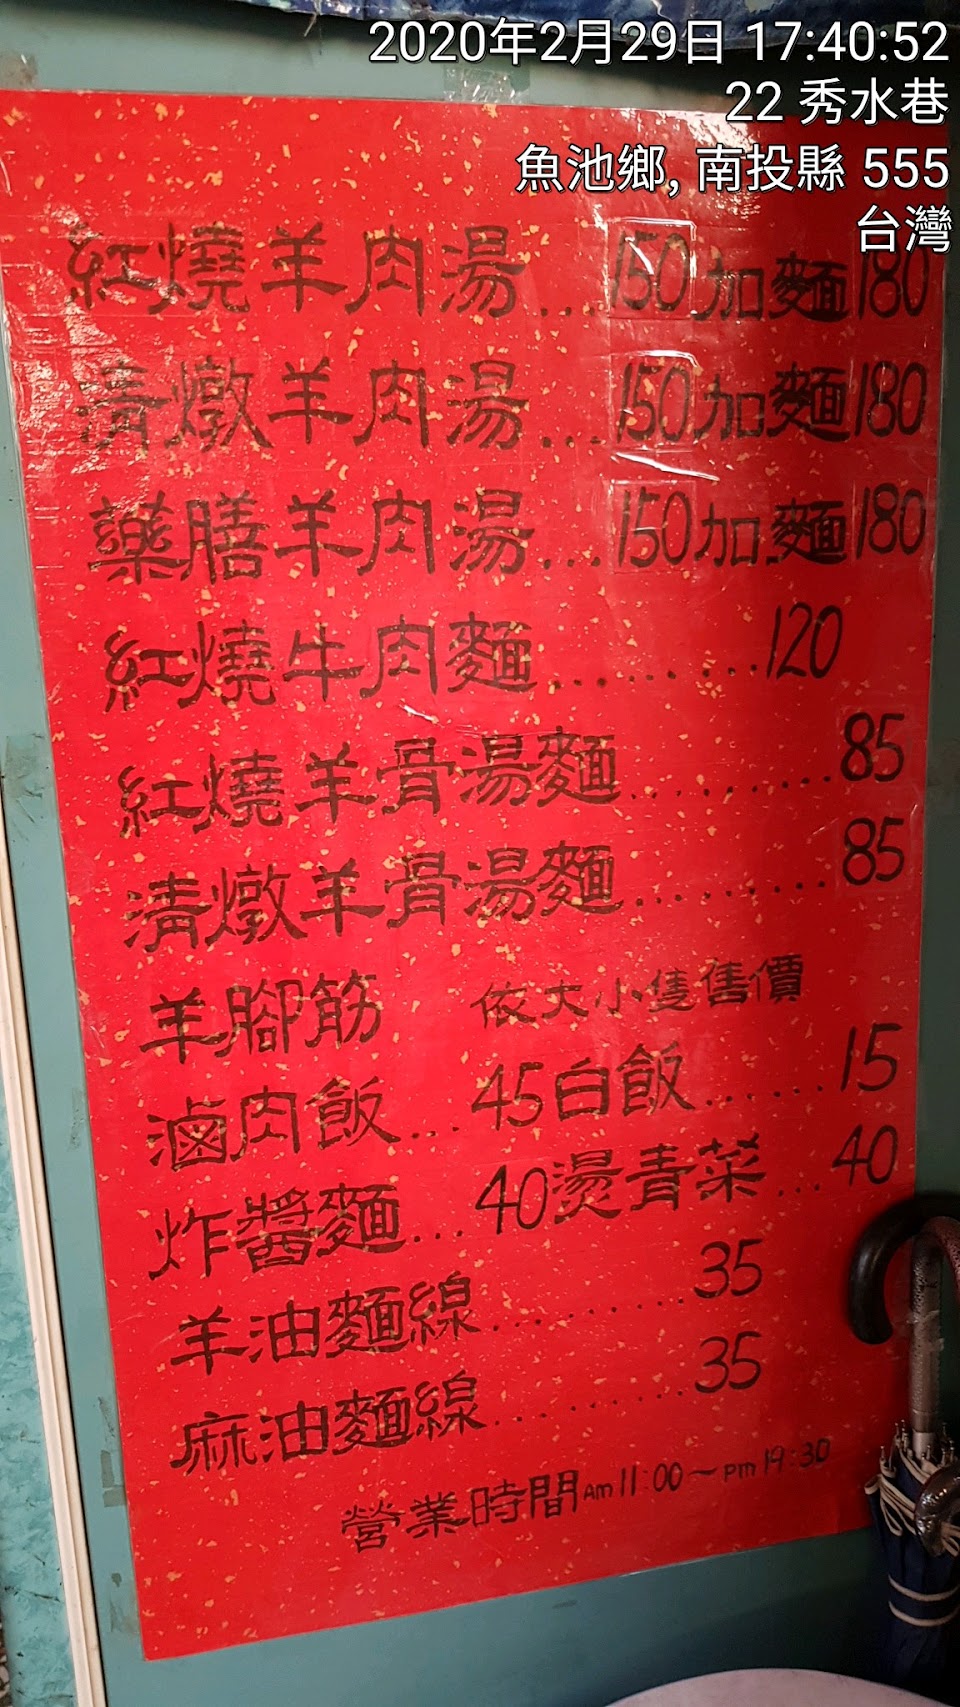 2020年2月29日 17:40:52
22 秀水巷
魚池鄉, 南投縣 555
台灣
紅燒羊肉湯...150加麵180
清燉羊肉湯...150加麵180
藥膳羊肉湯...150加麵180
紅燒牛肉麵.........120
紅燒羊骨湯麵.........85
清燉羊骨湯麵.........85
羊腳筋 依大小隻售價
滷肉飯...45白飯......15
炸醬麵...40燙青菜...40
羊油麵線.........35
麻油麵線.........35
營業時間Am11:00～pm19:30